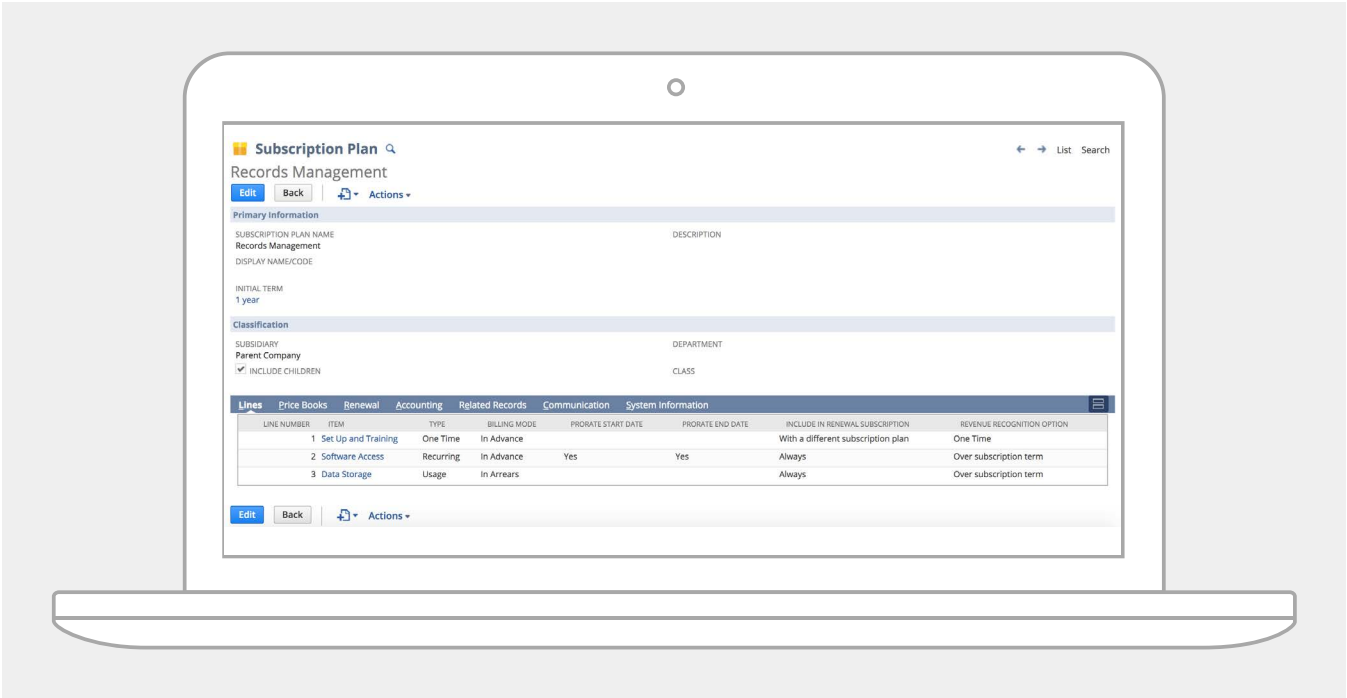 Subscription Plan
List Search
Records Management
Edit Back Actions
Primary Information
SUBSCRIPTION PLAN NAME DESCRIPTION
Records Management
DISPLAY NAME/CODE
INITIAL TERM
1 year
Classification
SUBSIDIARY DEPARTMENT
Parent Company
INCLUDE CHILDREN CLASS
Lines Price Books Renewal Accounting Related Records Communication System Information
LINE NUMBER ITEM TYPE BILLING MODE PRORATE START DATE PRORATE END DATE INCLUDE IN RENEWAL SUBSCRIPTION REVENUE RECOGNITION OPTION
1 Set Up and Training One Time In Advance With a different subscription plan One Time
2 Software Access Recurring In Advance Yes Yes Always Over subscription term
3 Data Storage Usage In Arrears Always Over subscription term
Edit Back Actions